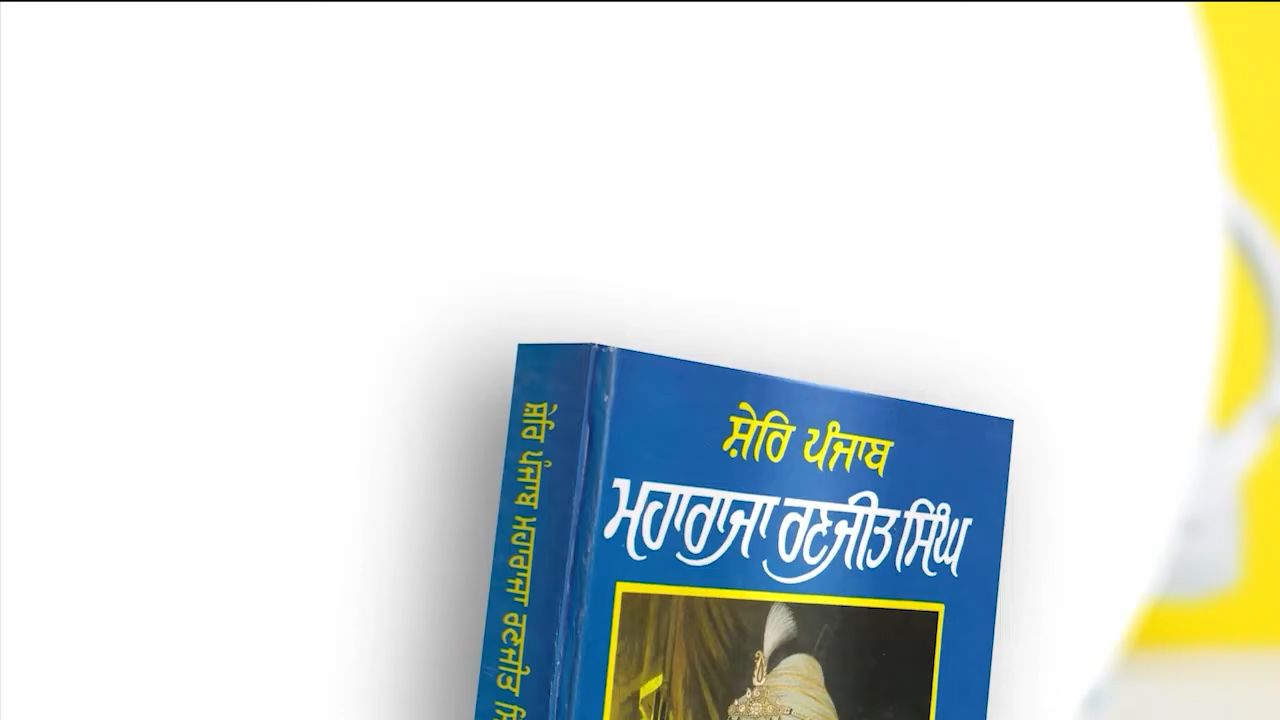 ਸ਼ੇਰਿ ਪੰਜਾਬ
ਮਹਾਰਾਜਾ ਰਣਜੀਤ ਸਿੰਘ
ਸ਼ੇਰਿ ਪੰਜਾਬ ਮਹਾਰਾਜਾ ਰਣਜੀਤ